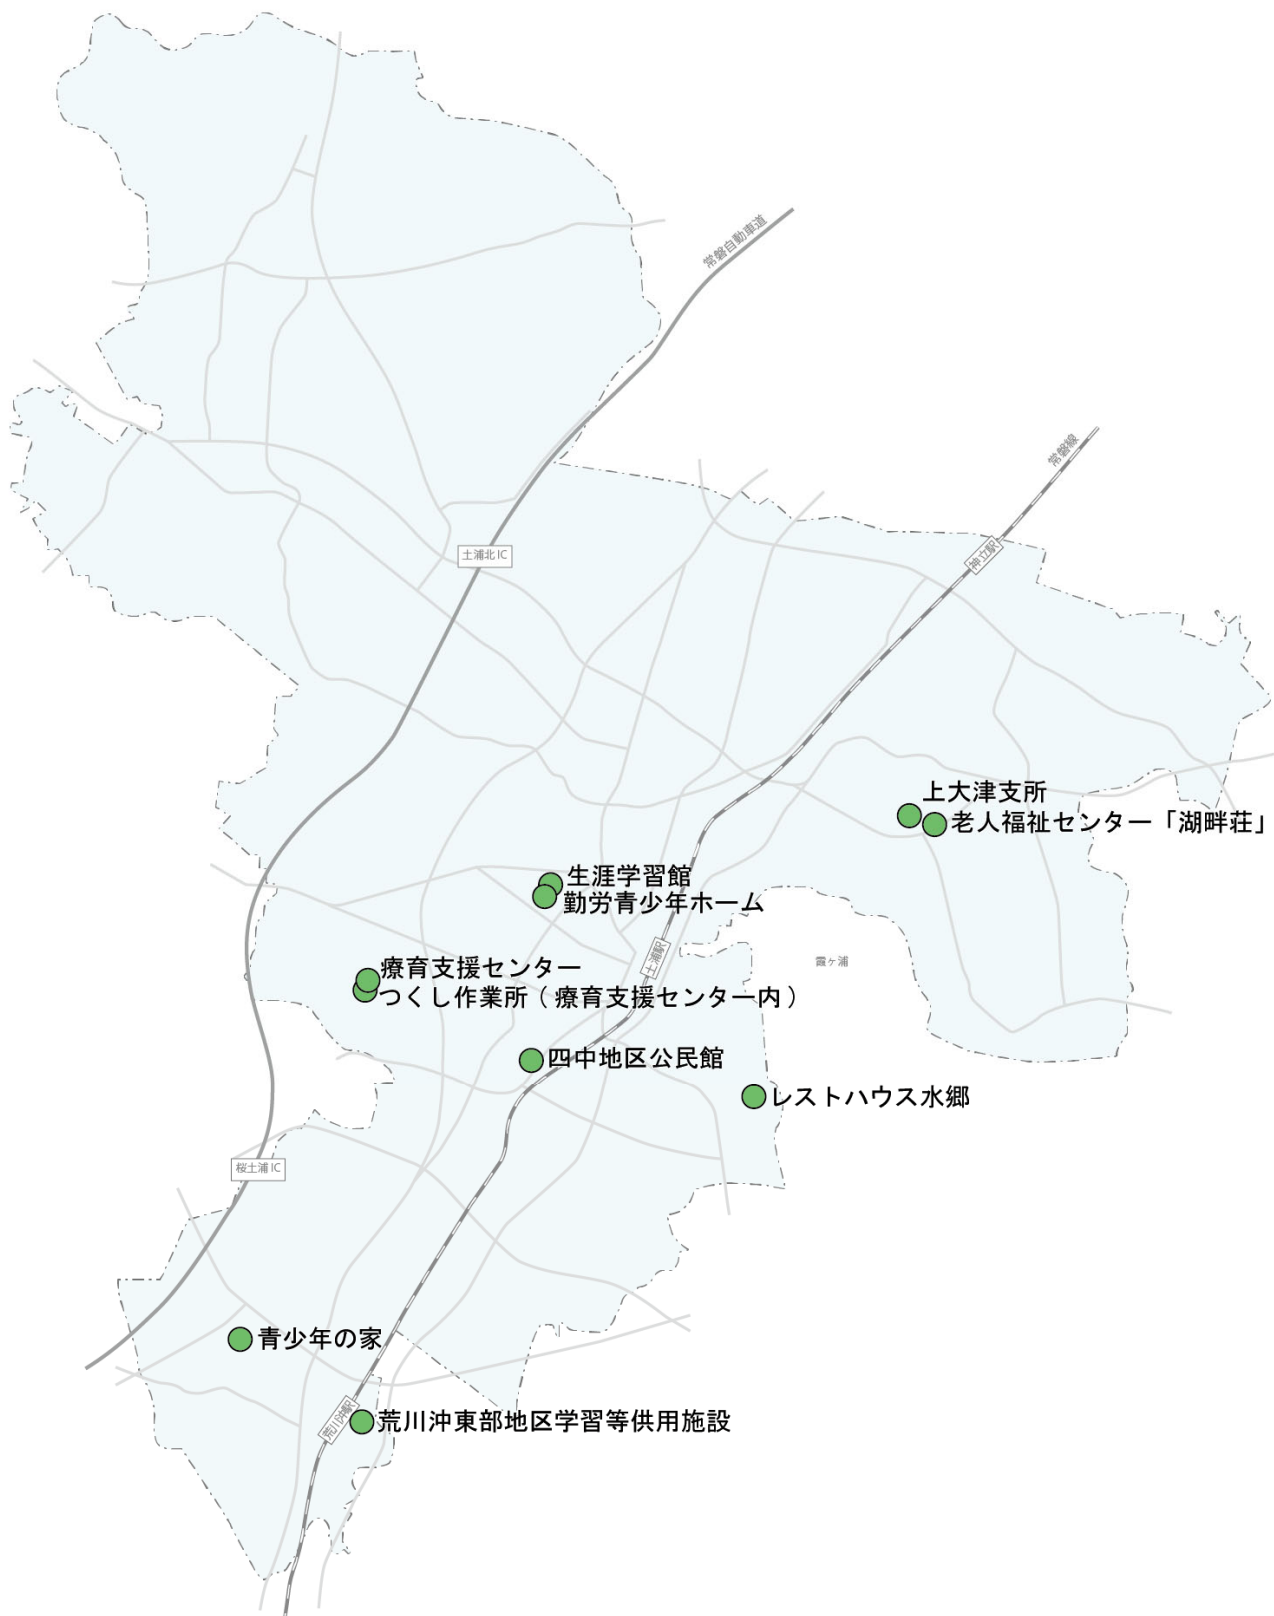 常磐自動車道
常磐線
土浦北IC
神立駅
上大津支所
老人福祉センター「湖畔荘」
生涯学習館
勤労青少年ホーム
土浦駅
霞ヶ浦
療育支援センター
つくし作業所(療育支援センター内)
四中地区公民館
レストハウス水郷
桜土浦IC
青少年の家
荒川沖駅
荒川沖東部地区学習等供用施設